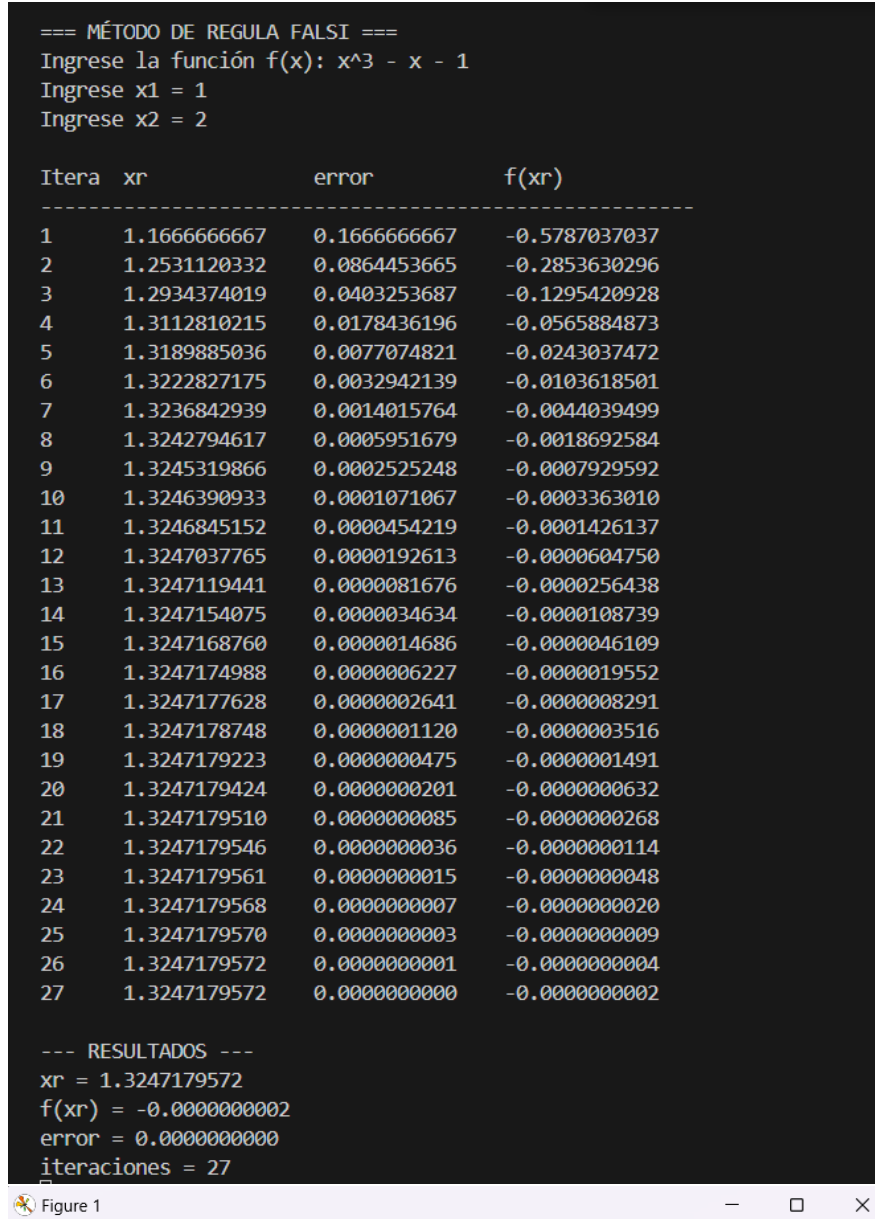 === MÉTODO DE REGULA FALSI ===
Ingrese la función f(x): x^3 - x - 1
Ingrese x1 = 1
Ingrese x2 = 2
Itera xr error f(xr)
-------------------------------------------------------
1 1.1666666667 0.1666666667 -0.5787037037
2 1.2531120332 0.0864453665 -0.2853630296
3 1.2934374019 0.0403253687 -0.1295420928
4 1.3112810215 0.0178436196 -0.0565884873
5 1.3189885036 0.0077074821 -0.0243037472
6 1.3222827175 0.0032942139 -0.0103618501
7 1.3236842939 0.0014015764 -0.0044039499
8 1.3242794617 0.0005951679 -0.0018692584
9 1.3245319866 0.0002525248 -0.0007929592
10 1.3246390933 0.0001071067 -0.0003363010
11 1.3246845152 0.0000454219 -0.0001426137
12 1.3247037765 0.0000192613 -0.0000604750
13 1.3247119441 0.0000081676 -0.0000256438
14 1.3247154075 0.0000034634 -0.0000108739
15 1.3247168760 0.0000014686 -0.0000046109
16 1.3247174988 0.0000006227 -0.0000019552
17 1.3247177628 0.0000002641 -0.0000008291
18 1.3247178748 0.0000001120 -0.0000003516
19 1.3247179223 0.0000000475 -0.0000001491
20 1.3247179424 0.0000000201 -0.0000000632
21 1.3247179510 0.0000000085 -0.0000000268
22 1.3247179546 0.0000000036 -0.0000000114
23 1.3247179561 0.0000000015 -0.0000000048
24 1.3247179568 0.0000000007 -0.0000000020
25 1.3247179570 0.0000000003 -0.0000000009
26 1.3247179572 0.0000000001 -0.0000000004
27 1.3247179572 0.0000000000 -0.0000000002
--- RESULTADOS ---
xr = 1.3247179572
f(xr) = -0.0000000002
error = 0.0000000000
iteraciones = 27
Figure 1